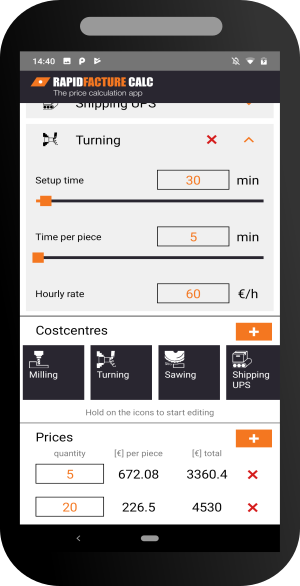 14:40
RAPIDFACTURE CALC
The price calculation app
Shipping UPS
Turning
Setup time 30 min
Time per piece 5 min
Hourly rate 60 €/h
Costcentres +
Milling Turning Sawing Shipping UPS
Hold on the icons to start editing
Prices +
quantity [€] per piece [€] total
5 672.08 3360.4
20 226.5 4530